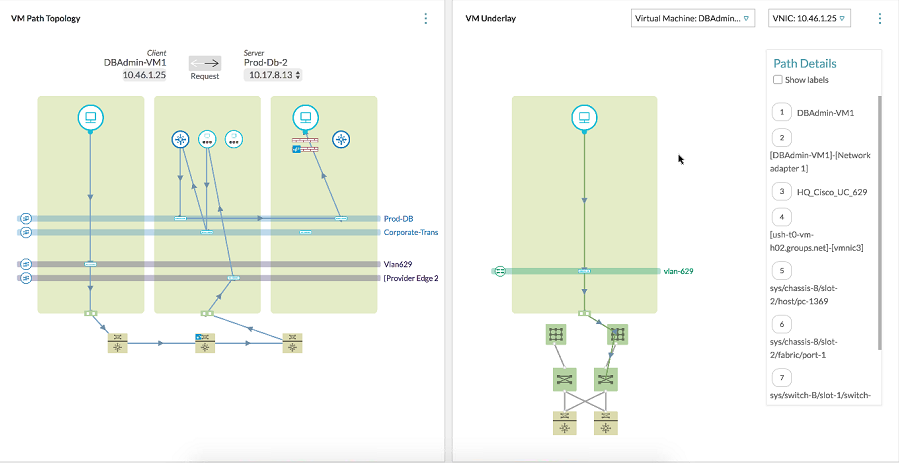 VM Path Topology
Client
DBAdmin-VM1
10.46.1.25
Request
Server
Prod-Db-2
10.17.8.13
Prod-DB
Corporate-Trans
Vlan629
[Provider Edge 2
VM Underlay
Virtual Machine: DBAdmin...
VNIC: 10.46.1.25
vlan-629
Path Details
Show labels
1 DBAdmin-VM1
2
[DBAdmin-VM1]-[Network
adapter 1]
3 HQ_Cisco_UC_629
4
[ush-t0-vm-
h02.groups.net]-[vmnic3]
5
sys/chassis-8/slot-
2/host/pc-1369
6
sys/chassis-8/slot-
2/fabric/port-1
7
sys/switch-B/slot-1/switch-